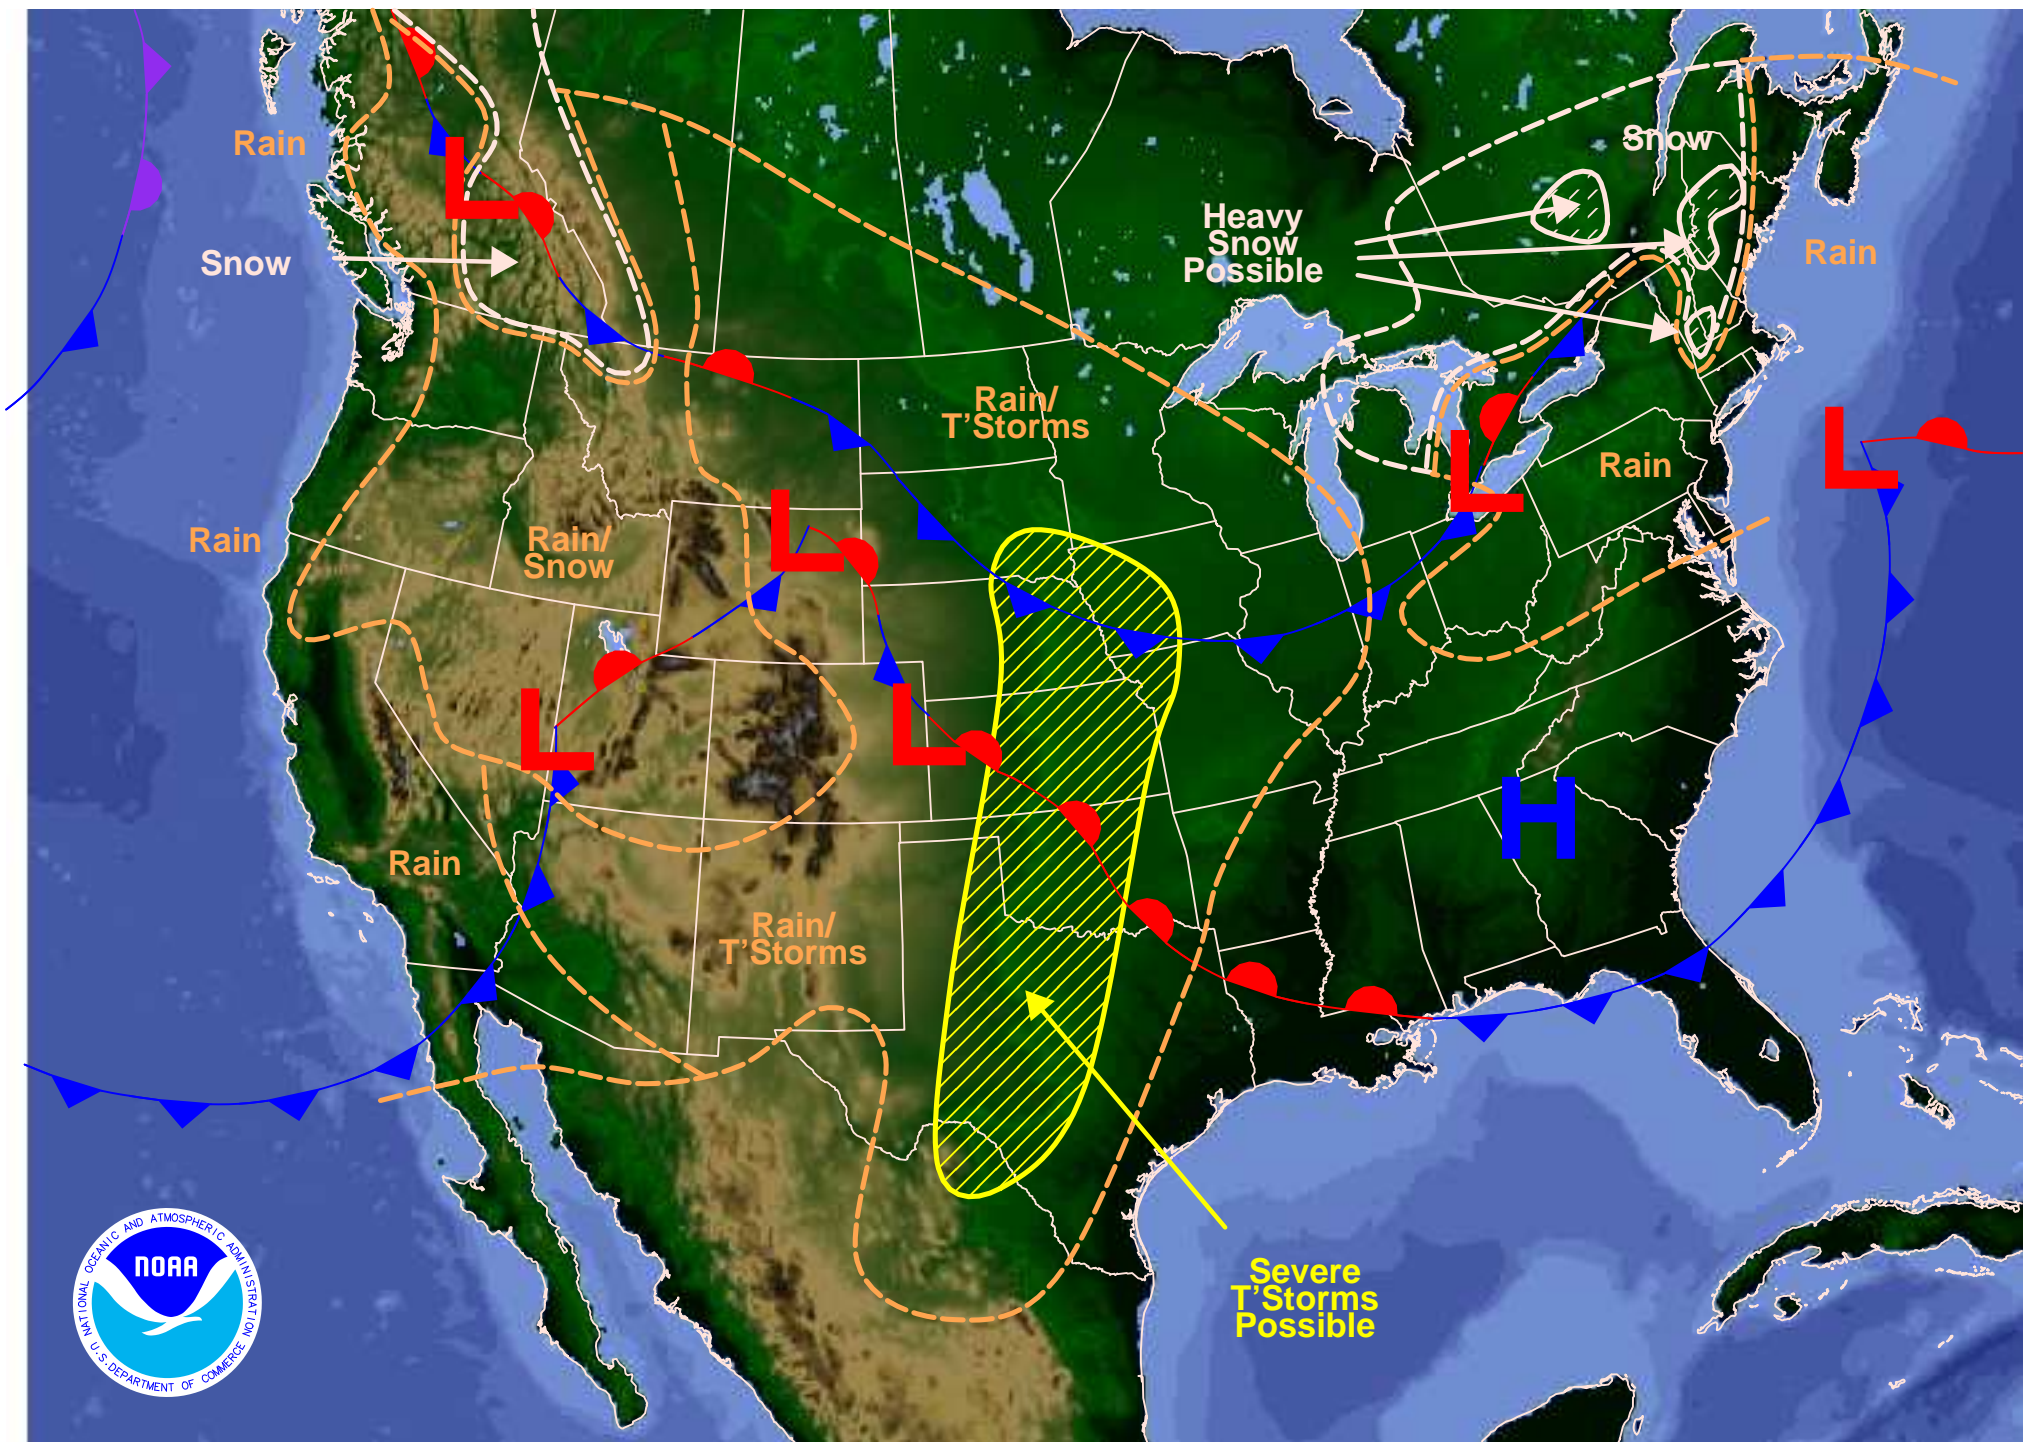 Rain
Snow
Snow
Heavy
Snow
Possible
Rain
L
Rain/
T'Storms
L
L
Rain
Rain
Rain/
Snow
L
L
L
H
Rain
Rain/
T'Storms
Severe
T'Storms
Possible
NATIONAL OCEANIC AND ATMOSPHERIC ADMINISTRATION
NOAA
U.S. DEPARTMENT OF COMMERCE